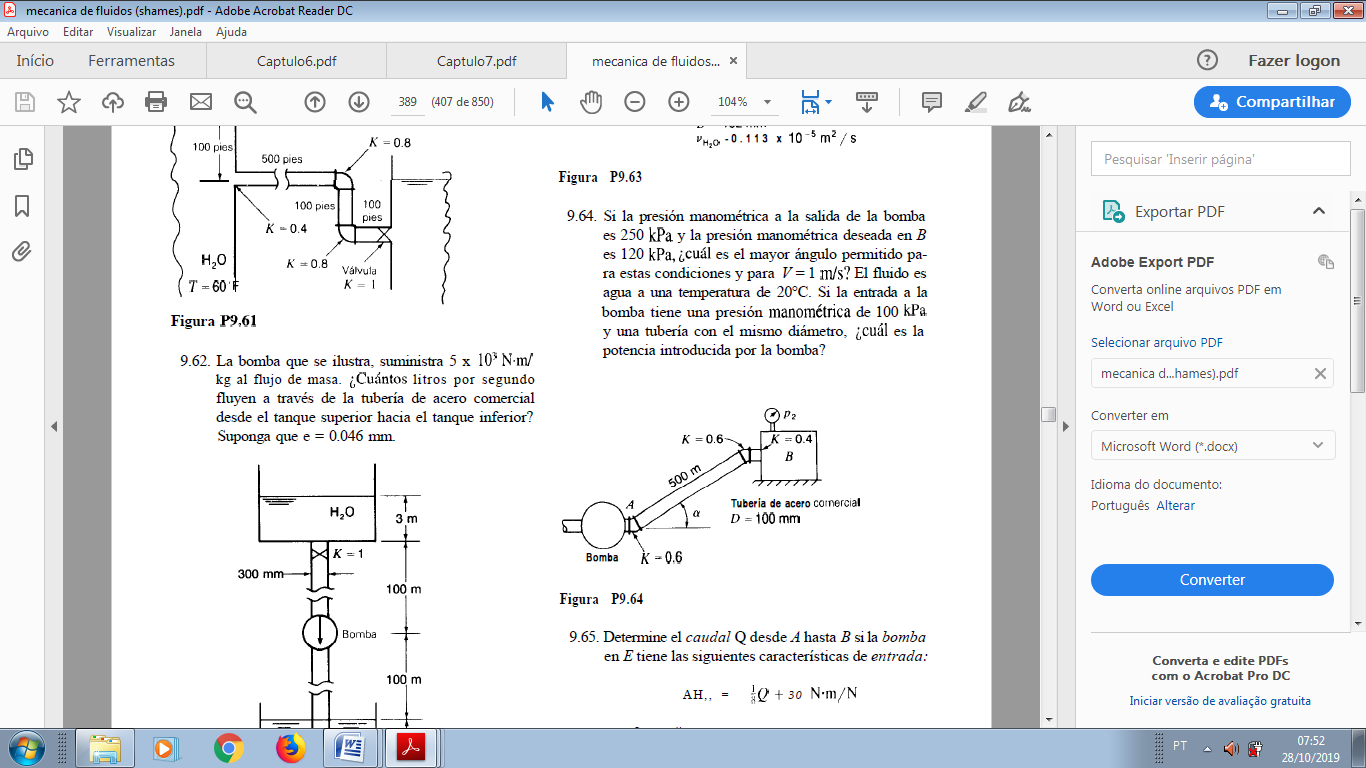 mecanica de fluidos (shames).pdf - Adobe Acrobat Reader DC
Arquivo Editar Visualizar Janela Ajuda
Início Ferramentas Captulo6.pdf Captulo7.pdf mecanica de fluidos... × ? Fazer logon
389 (407 de 850) 104% Compartilhar
100 pies
500 pies
K = 0.8
100 pies
100
pies
K = 0.4
H₂O
K = 0.8
Válvula
K = 1
T = 60°F
Figura P9,61
9.62. La bomba que se ilustra, suministra 5 x 10³ N·m/
kg al flujo de masa. ¿Cuántos litros por segundo
fluyen a través de la tubería de acero comercial
desde el tanque superior hacia el tanque inferior?
Suponga que e = 0.046 mm.
H₂O
3 m
K = 1
300 mm
100 m
Bomba
100 m
νH₂O, -0.113 x 10⁻⁵ m² / s
Figura P9.63
9.64. Si la presión manométrica a la salida de la bomba
es 250 kPa y la presión manométrica deseada en B
es 120 kPa, ¿cuál es el mayor ángulo permitido pa-
ra estas condiciones y para V = 1 m/s? El fluido es
agua a una temperatura de 20°C. Si la entrada a la
bomba tiene una presión manométrica de 100 kPa
y una tubería con el mismo diámetro, ¿cuál es la
potencia introducida por la bomba?
p₂
K = 0.6
K = 0.4
B
500 m
A
α
Tubería de acero comercial
D = 100 mm
Bomba
K = 0.6
Figura P9.64
9.65. Determine el caudal Q desde A hasta B si la bomba
en E tiene las siguientes características de entrada:
AH,, = Q + 30 N·m/N
Pesquisar 'Inserir página'
Exportar PDF
Adobe Export PDF
Converta online arquivos PDF em
Word ou Excel
Selecionar arquivo PDF
mecanica d...hames).pdf
Converter em
Microsoft Word (*.docx)
Idioma do documento:
Português Alterar
Converter
Converta e edite PDFs
com o Acrobat Pro DC
Iniciar versão de avaliação gratuita
PT 07:52
28/10/2019